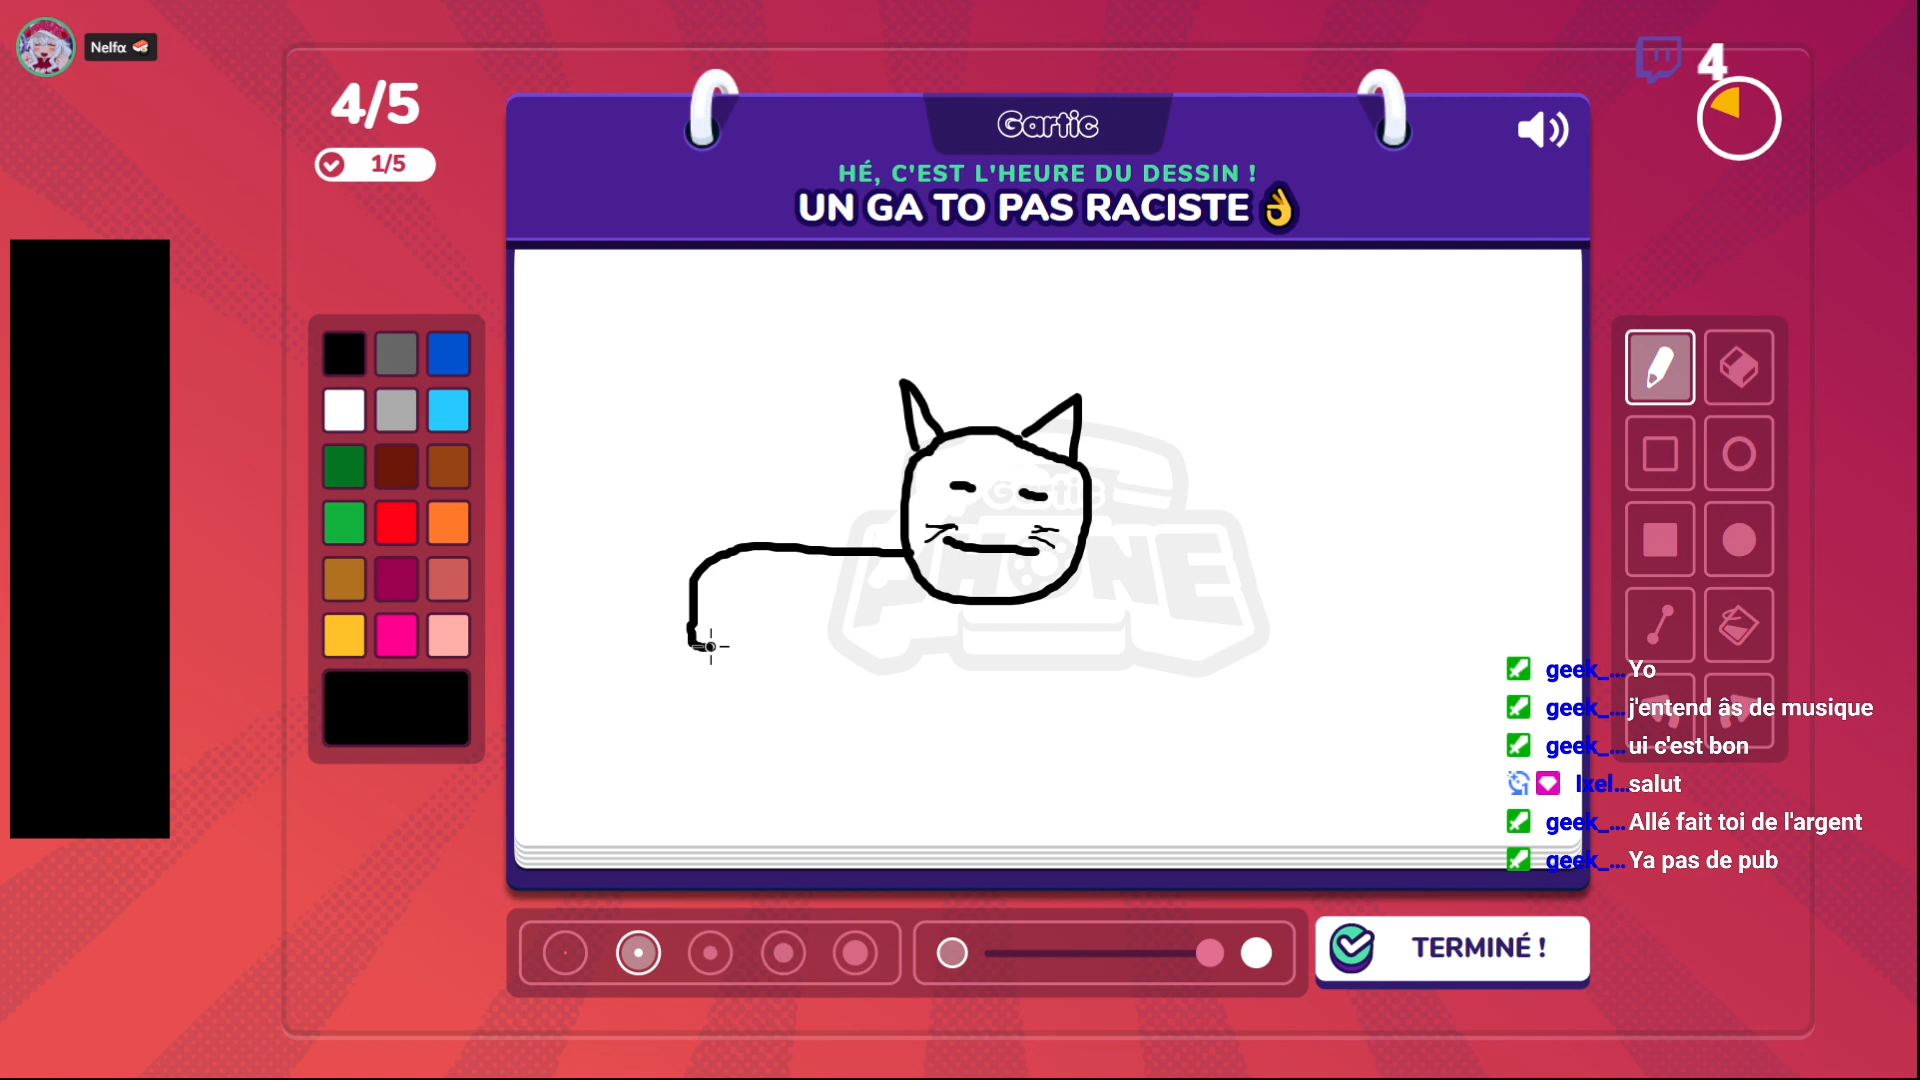 Nelfα
4/5
1/5
4
Gartic
HÉ, C'EST L'HEURE DU DESSIN !
UN GA TO PAS RACISTE 👌
Gartic
PHONE
geek_...Yo
geek_...j'entend âs de musique
geek_...ui c'est bon
Ixel...salut
geek_...Allé fait toi de l'argent
geek_...Ya pas de pub
TERMINÉ !